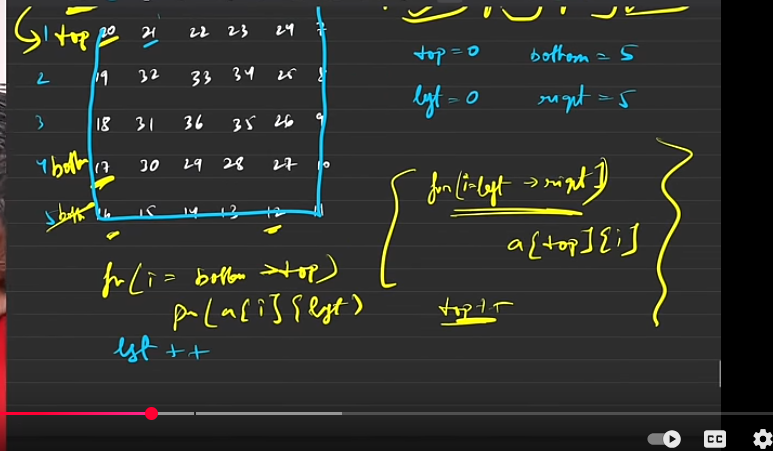 1 top 20 21 22 23 24 7
top=0 bottom = 5
2 19 32 33 34 25 8
left=0 right = 5
3 18 31 36 35 26 9
4 bottom 17 30 29 28 27 10
for(i=left → right)
5 bottom 16 15 14 13 12 11
a[top][i]
for(i = bottom → top)
top++
pr(a[i][left)
left ++
CC